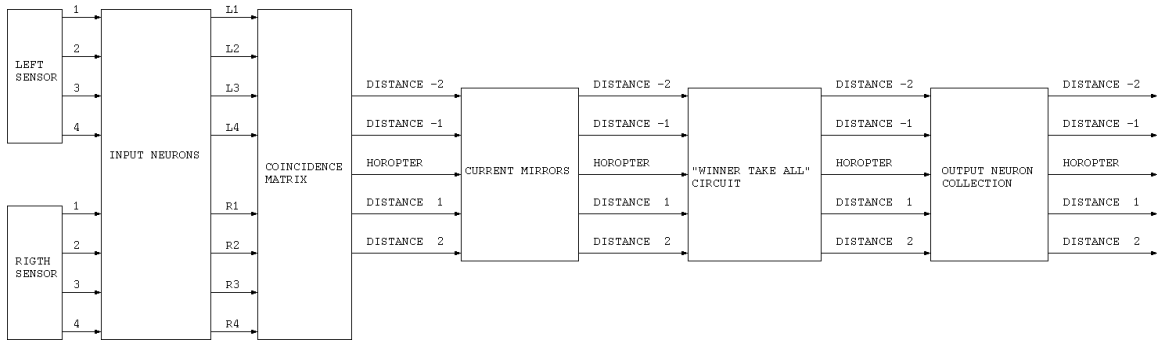 1
2
3
4
LEFT
SENSOR
1
2
3
4
RIGTH
SENSOR
INPUT NEURONS
L1
L2
L3
L4
R1
R2
R3
R4
COINCIDENCE
MATRIX
DISTANCE -2
DISTANCE -1
HOROPTER
DISTANCE 1
DISTANCE 2
CURRENT MIRRORS
DISTANCE -2
DISTANCE -1
HOROPTER
DISTANCE 1
DISTANCE 2
"WINNER TAKE ALL"
CIRCUIT
DISTANCE -2
DISTANCE -1
HOROPTER
DISTANCE 1
DISTANCE 2
OUTPUT NEURON
COLLECTION
DISTANCE -2
DISTANCE -1
HOROPTER
DISTANCE 1
DISTANCE 2